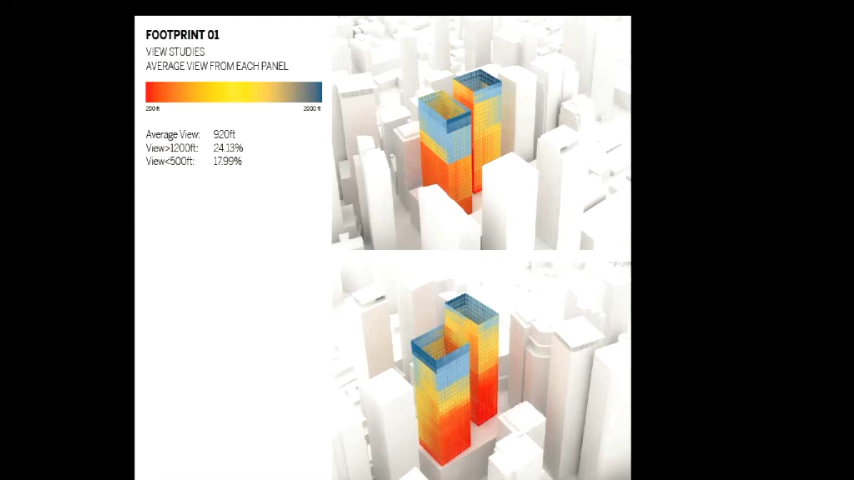 FOOTPRINT 01
VIEW STUDIES
AVERAGE VIEW FROM EACH PANEL
200ft 2000 ft
Average View: 920ft
View>1200ft: 24.13%
View<500ft: 17.99%